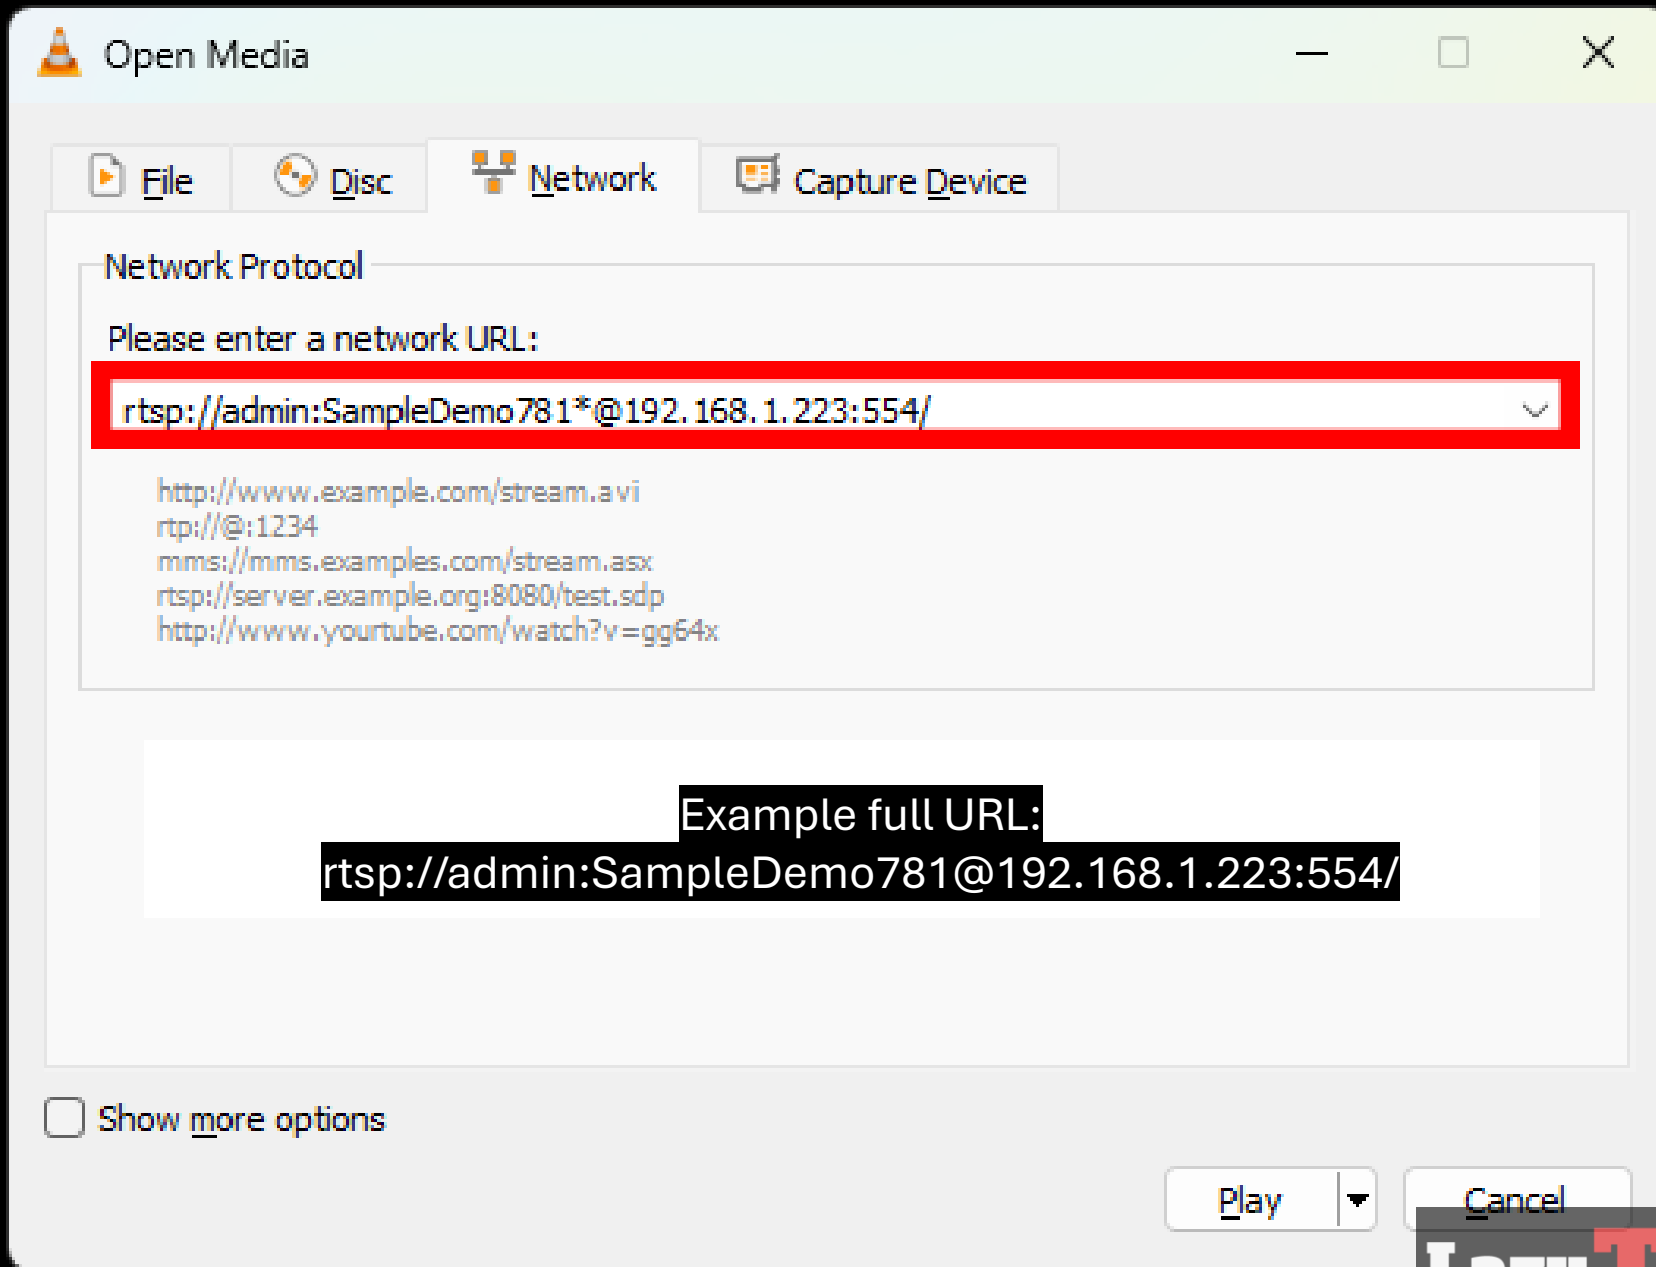 Open Media
File
Disc
Network
Capture Device
Network Protocol
Please enter a network URL:
rtsp://admin:SampleDemo781*@192.168.1.223:554/
http://www.example.com/stream.avi
rtp://@:1234
mms://mms.examples.com/stream.asx
rtsp://server.example.org:8080/test.sdp
http://www.yourtube.com/watch?v=gg64x
Example full URL:
rtsp://admin:SampleDemo781@192.168.1.223:554/
Show more options
Play
Cancel